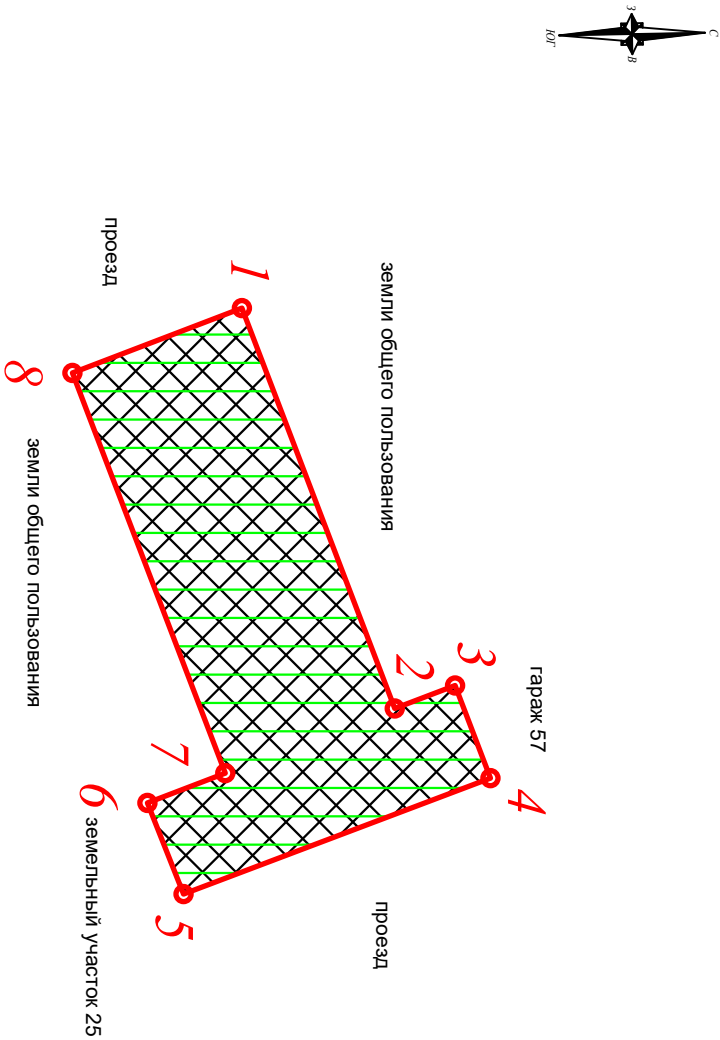 С
З
В
ЮГ
гараж 57
4
3
2
земли общего пользования
проезд
1
7
5
проезд
6
земельный участок 25
земли общего пользования
8